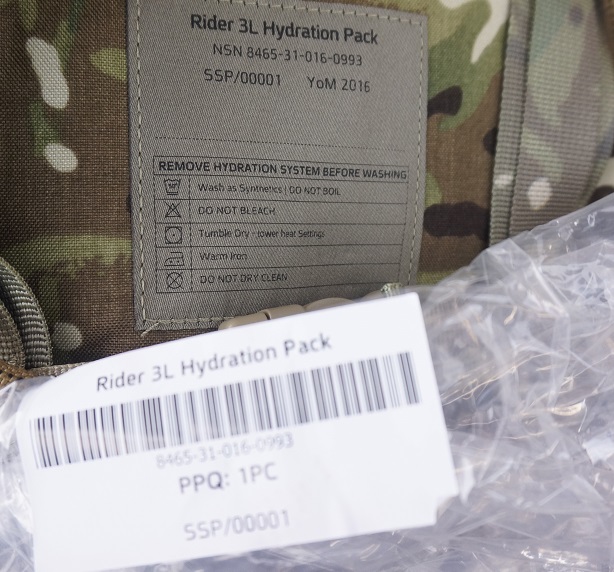 Rider 3L Hydration Pack
NSN 8465-31-016-0993
SSP/00001 YoM 2016
REMOVE HYDRATION SYSTEM BEFORE WASHING
Wash as Synthetics | DO NOT BOIL
DO NOT BLEACH
Tumble Dry - lower heat Settings
Warm Iron
DO NOT DRY CLEAN
Rider 3L Hydration Pack
8465-31-016-0993
PPQ: 1PC
SSP/00001